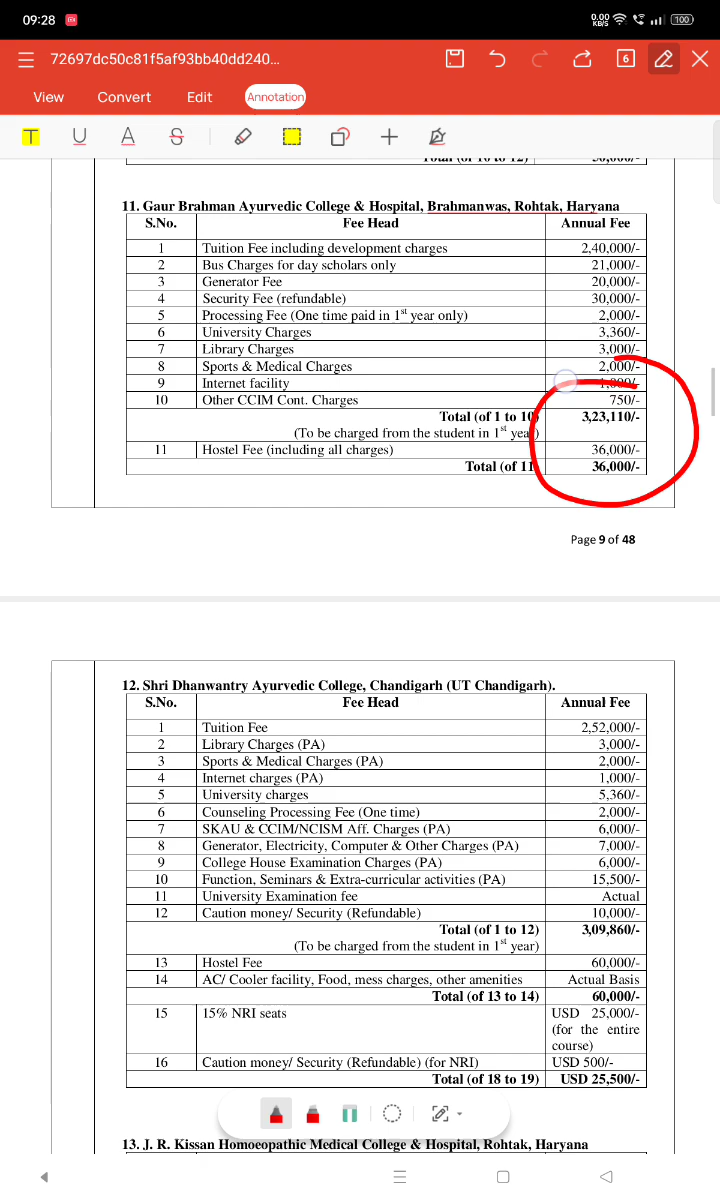 09:28
0.00 KB/S
100
72697dc50c81f5af93bb40dd240...
6
View Convert Edit Annotation
T U A S
11. Gaur Brahman Ayurvedic College & Hospital, Brahmanwas, Rohtak, Haryana
S.No. Fee Head Annual Fee
1 Tuition Fee including development charges 2,40,000/-
2 Bus Charges for day scholars only 21,000/-
3 Generator Fee 20,000/-
4 Security Fee (refundable) 30,000/-
5 Processing Fee (One time paid in 1st year only) 2,000/-
6 University Charges 3,360/-
7 Library Charges 3,000/-
8 Sports & Medical Charges 2,000/-
9 Internet facility 1,000/-
10 Other CCIM Cont. Charges 750/-
Total (of 1 to 10) 3,23,110/-
(To be charged from the student in 1st year)
11 Hostel Fee (including all charges) 36,000/-
Total (of 11 36,000/-
Page 9 of 48
12. Shri Dhanwantry Ayurvedic College, Chandigarh (UT Chandigarh).
S.No. Fee Head Annual Fee
1 Tuition Fee 2,52,000/-
2 Library Charges (PA) 3,000/-
3 Sports & Medical Charges (PA) 2,000/-
4 Internet charges (PA) 1,000/-
5 University charges 5,360/-
6 Counseling Processing Fee (One time) 2,000/-
7 SKAU & CCIM/NCISM Aff. Charges (PA) 6,000/-
8 Generator, Electricity, Computer & Other Charges (PA) 7,000/-
9 College House Examination Charges (PA) 6,000/-
10 Function, Seminars & Extra-curricular activities (PA) 15,500/-
11 University Examination fee Actual
12 Caution money/ Security (Refundable) 10,000/-
Total (of 1 to 12) 3,09,860/-
(To be charged from the student in 1st year)
13 Hostel Fee 60,000/-
14 AC/ Cooler facility, Food, mess charges, other amenities Actual Basis
Total (of 13 to 14) 60,000/-
15 15% NRI seats USD 25,000/-
(for the entire
course)
16 Caution money/ Security (Refundable) (for NRI) USD 500/-
Total (of 18 to 19) USD 25,500/-
13. J. R. Kissan Homoeopathic Medical College & Hospital, Rohtak, Haryana